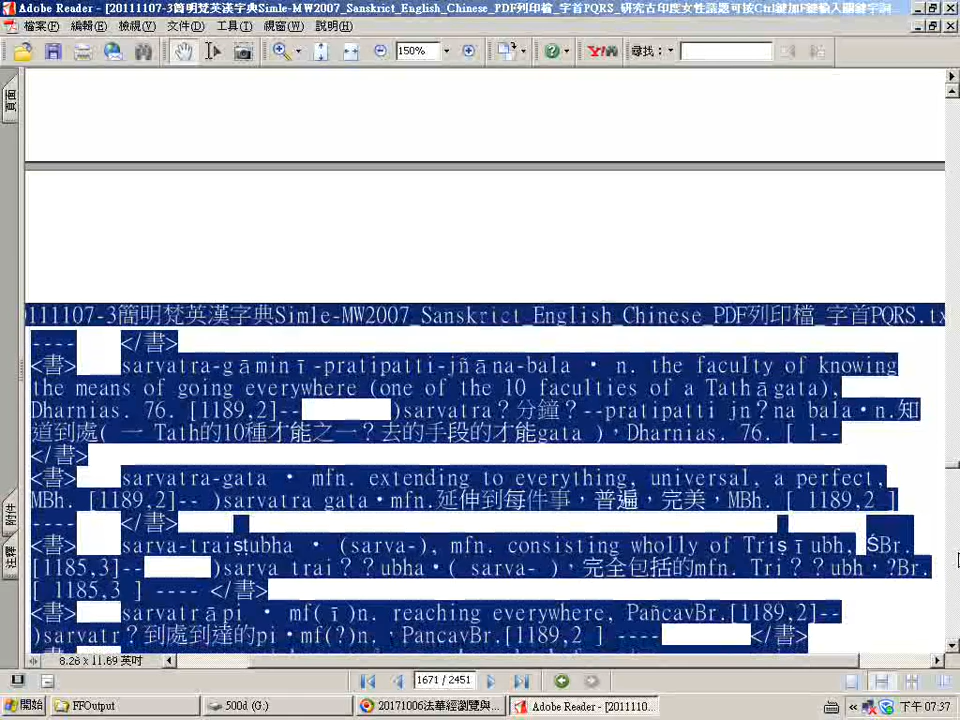 Adobe Reader - [20111107-3簡明梵英漢字典Simle-MW2007_Sanskrict_English_Chinese_PDF列印檔_字首PQRS_研究古印度女性議題可按Ctrl鍵加F鍵輸入關鍵字詞
檔案(F) 編輯(E) 檢視(V) 文件(D) 工具(T) 視窗(W) 說明(H)
150% Y! 尋找:
頁面
0111107-3簡明梵英漢字典Simle-MW2007_Sanskrict_English_Chinese_PDF列印檔_字首PQRS.tx
---- </書>
<書> sarvatra-gāminī-pratipatti-jñāna-bala • n. the faculty of knowing
the means of going everywhere (one of the 10 faculties of a Tathāgata),
Dharnias. 76. [1189,2]-- )sarvatra？分鐘？--pratipatti jn？na bala•n.知
道到處( 一 Tath的10種才能之一？去的手段的才能gata )，Dharnias. 76. [ 1--
</書>
<書> sarvatra-gata • mfn. extending to everything, universal, a perfect,
MBh. [1189,2]-- )sarvatra gata•mfn.延伸到每件事，普遍，完美，MBh. [ 1189,2 ]
---- </書>
<書> sarva-traiṣṭubha • (sarva-), mfn. consisting wholly of Triṣīubh, ŚBr.
[1185,3]-- )sarva trai？？ubha•( sarva- )，完全包括的mfn. Tri？？ubh，?Br.
[ 1185,3 ] ---- </書>
<書> sarvatrāpi • mf(ī)n. reaching everywhere, PañcavBr.[1189,2]--
)sarvatr？到處到達的pi•mf(?)n.，PancavBr.[1189,2 ] ---- </書>
附件
注釋
8.26 x 11.69 英吋
1671 / 2451
開始 FFOutput 500d (G:) 20171006法華經瀏覽與... Adobe Reader - [2011110... 下午 07:37